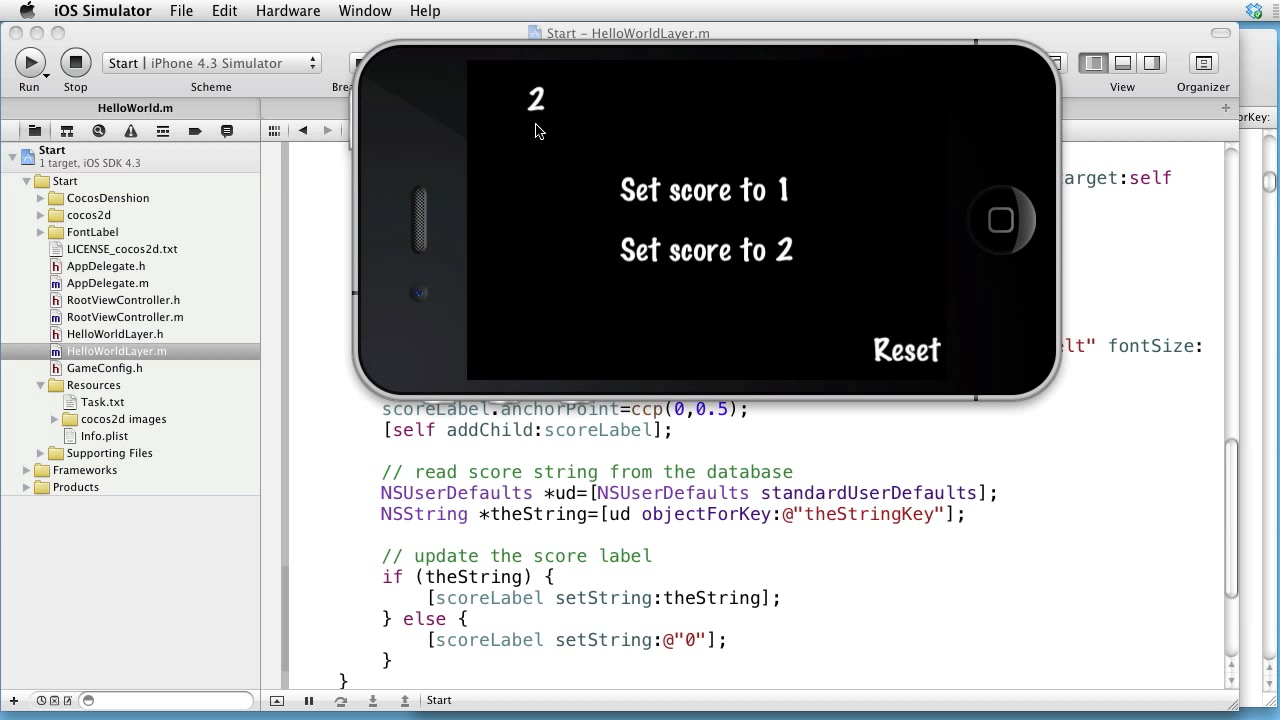 iOS Simulator File Edit Hardware Window Help
Start – HelloWorldLayer.m
Start | iPhone 4.3 Simulator
Run Stop Scheme View Organizer
HelloWorld.m
orKey:
Start
1 target, iOS SDK 4.3
Start
CocosDenshion
cocos2d
FontLabel
LICENSE_cocos2d.txt
AppDelegate.h
AppDelegate.m
RootViewController.h
RootViewController.m
HelloWorldLayer.h
HelloWorldLayer.m
GameConfig.h
Resources
Task.txt
cocos2d images
Info.plist
Supporting Files
Frameworks
Products
2
Set score to 1
Set score to 2
Reset
arget:self
lt" fontSize:
scoreLabel.anchorPoint=ccp(0,0.5);
[self addChild:scoreLabel];
// read score string from the database
NSUserDefaults *ud=[NSUserDefaults standardUserDefaults];
NSString *theString=[ud objectForKey:@"theStringKey"];
// update the score label
if (theString) {
[scoreLabel setString:theString];
} else {
[scoreLabel setString:@"0"];
}
}
Start